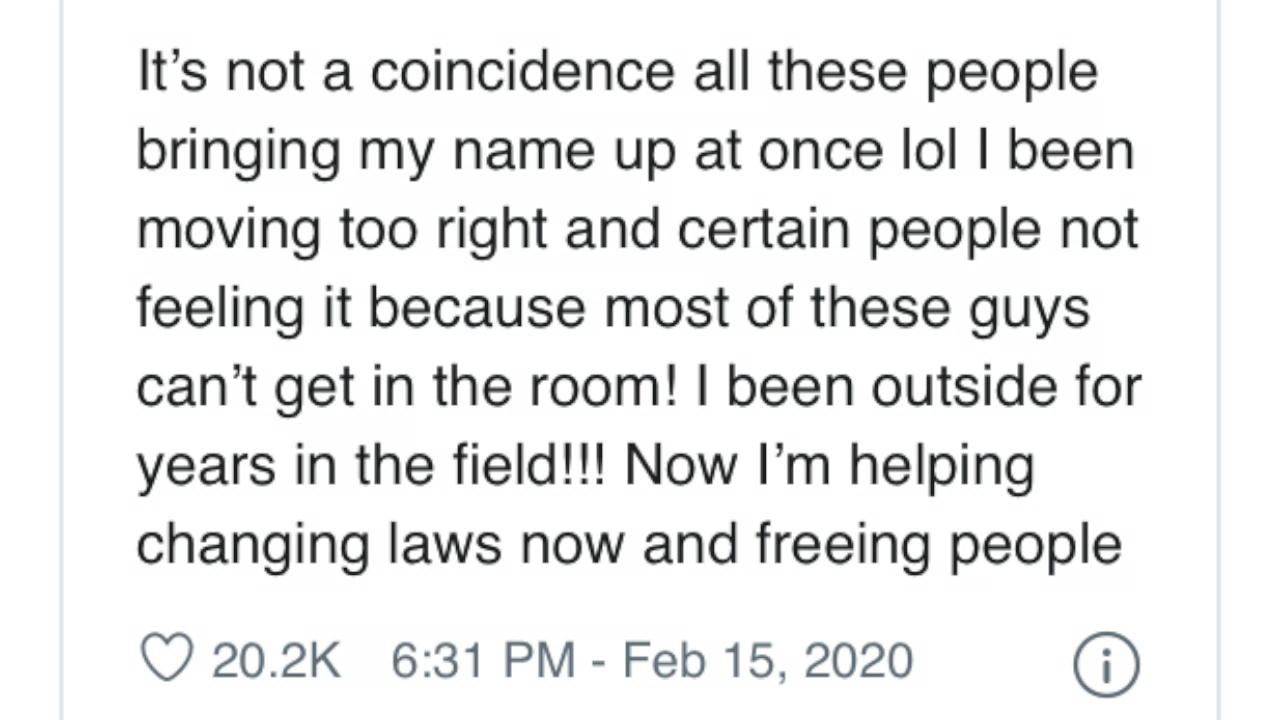 It’s not a coincidence all these people
bringing my name up at once lol I been
moving too right and certain people not
feeling it because most of these guys
can’t get in the room! I been outside for
years in the field!!! Now I’m helping
changing laws now and freeing people
20.2K 6:31 PM - Feb 15, 2020